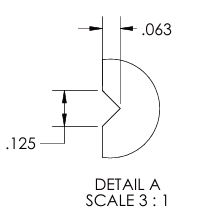 .063
.125
DETAIL A
SCALE 3 : 1